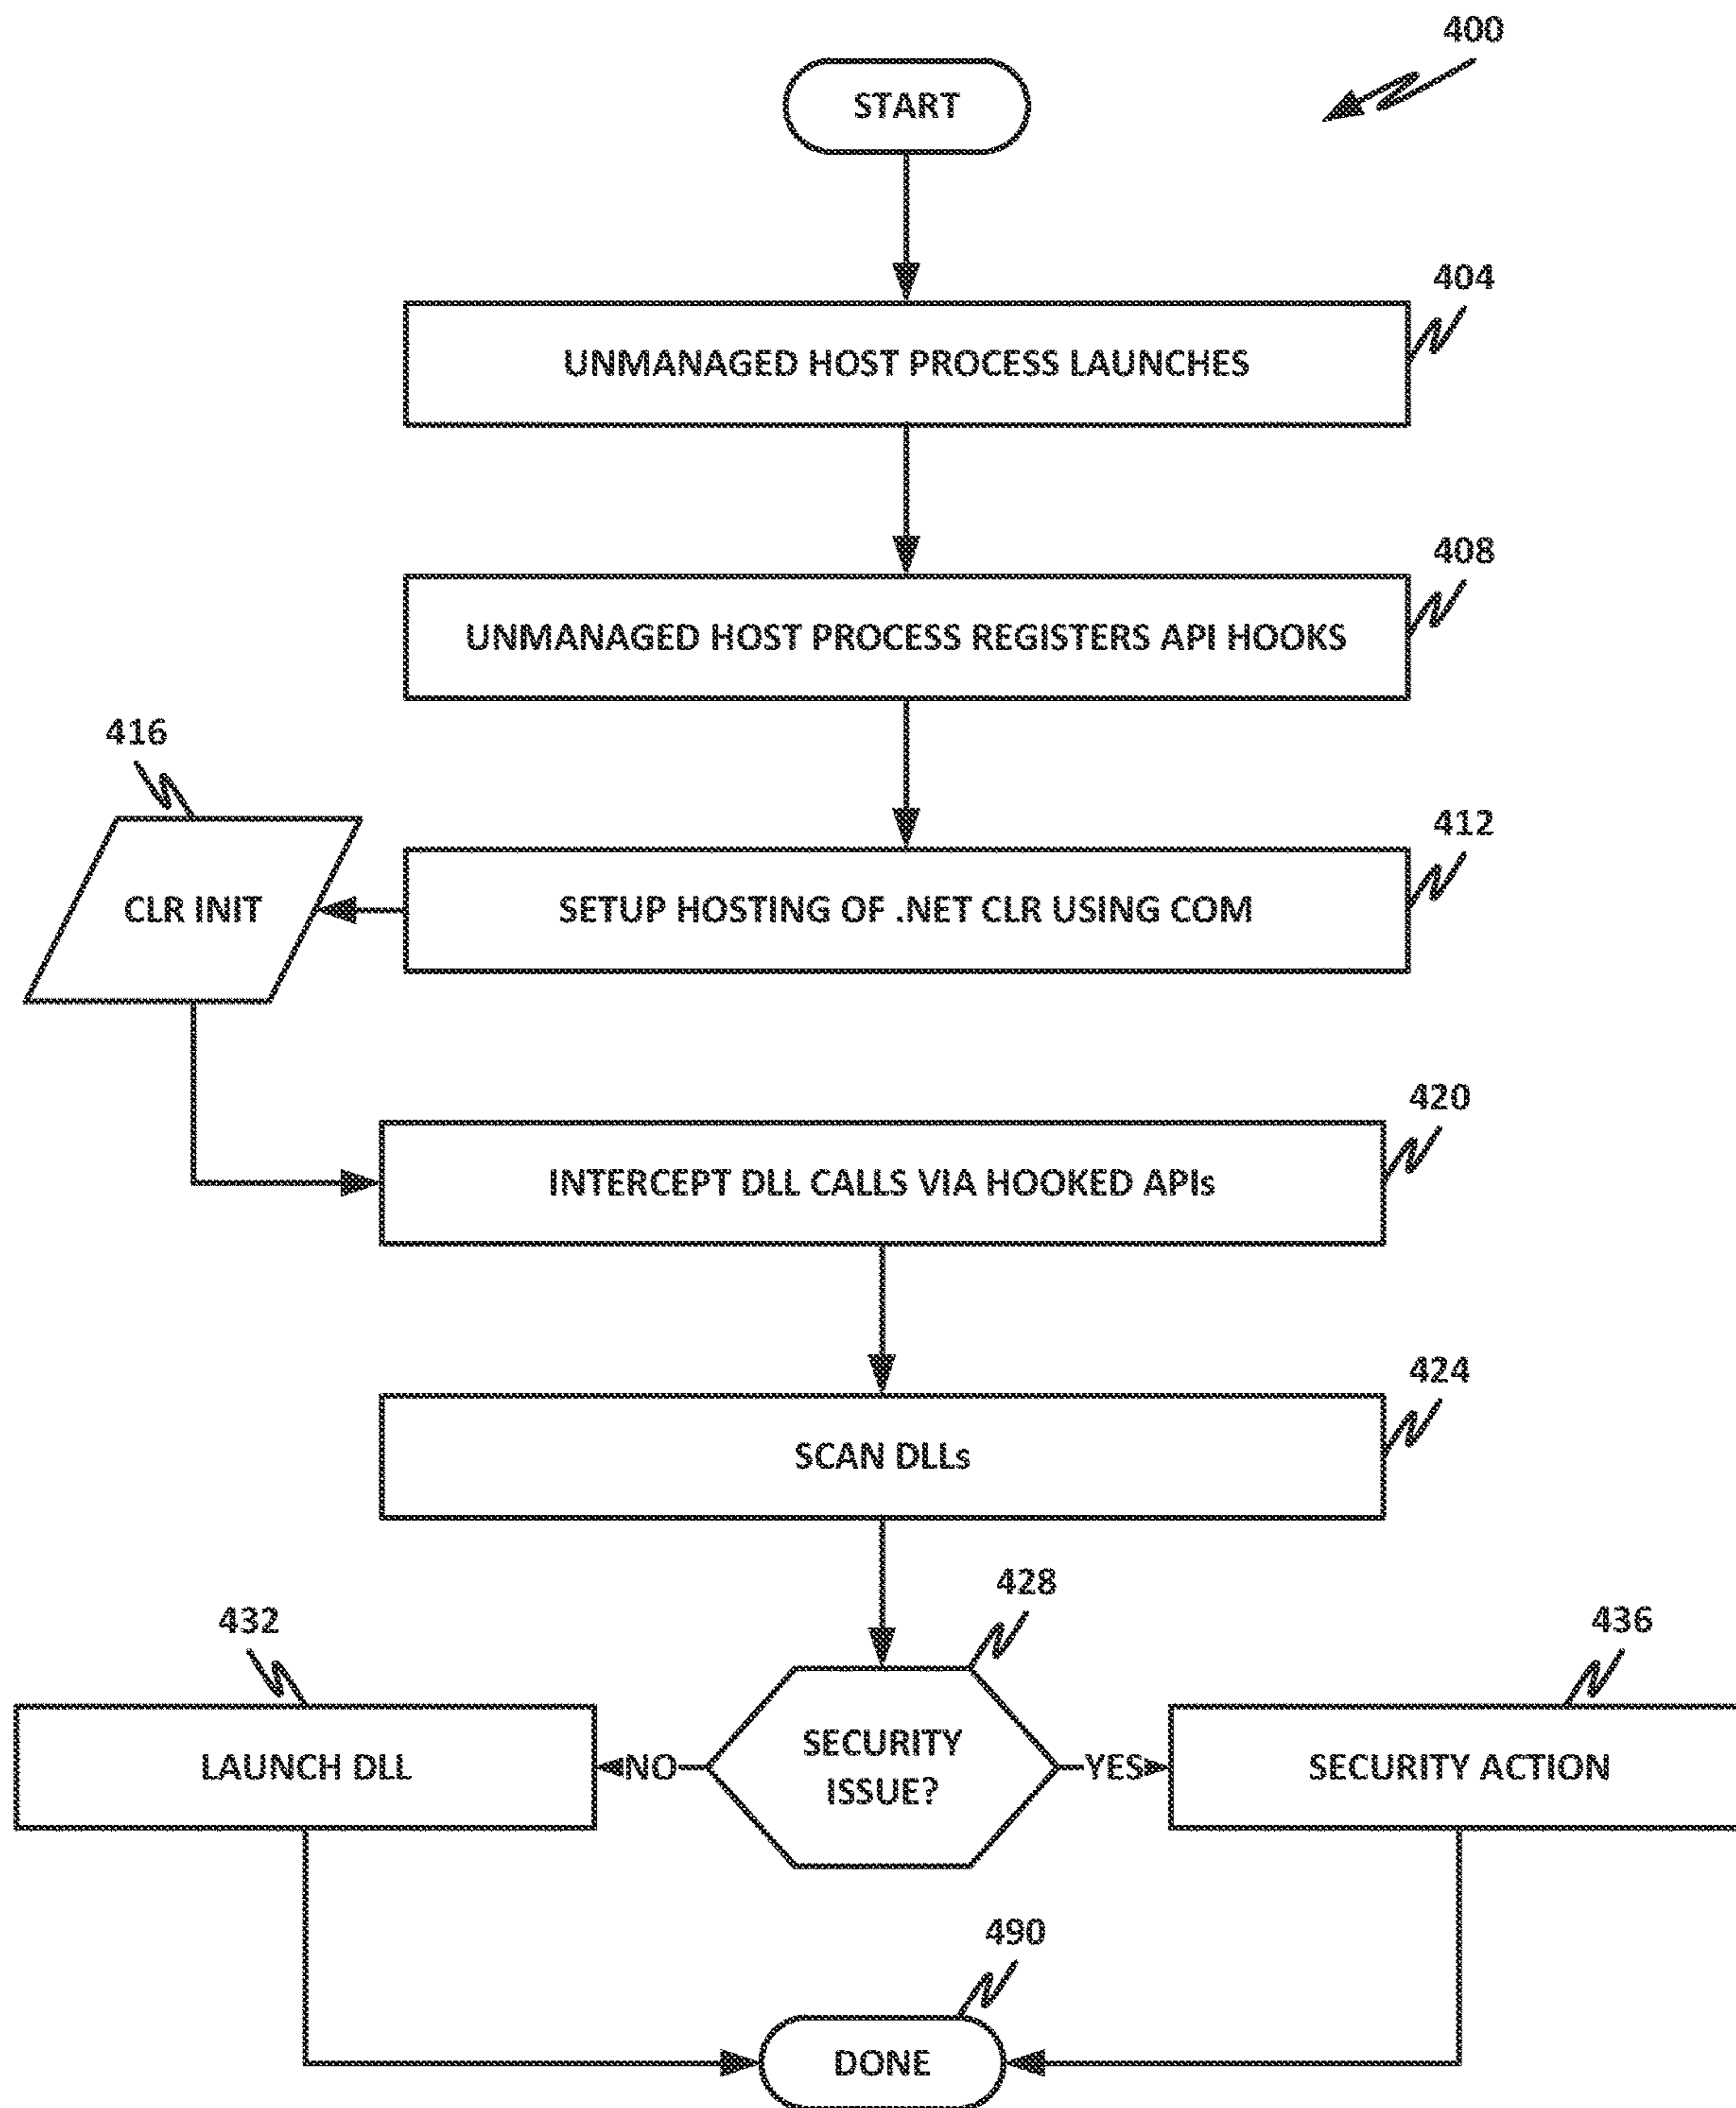 400
START
404
UNMANAGED HOST PROCESS LAUNCHES
408
UNMANAGED HOST PROCESS REGISTERS API HOOKS
416
412
CLR INIT
SETUP HOSTING OF .NET CLR USING COM
420
INTERCEPT DLL CALLS VIA HOOKED APIs
424
SCAN DLLs
428
432
436
LAUNCH DLL
NO
SECURITY
ISSUE?
YES
SECURITY ACTION
490
DONE